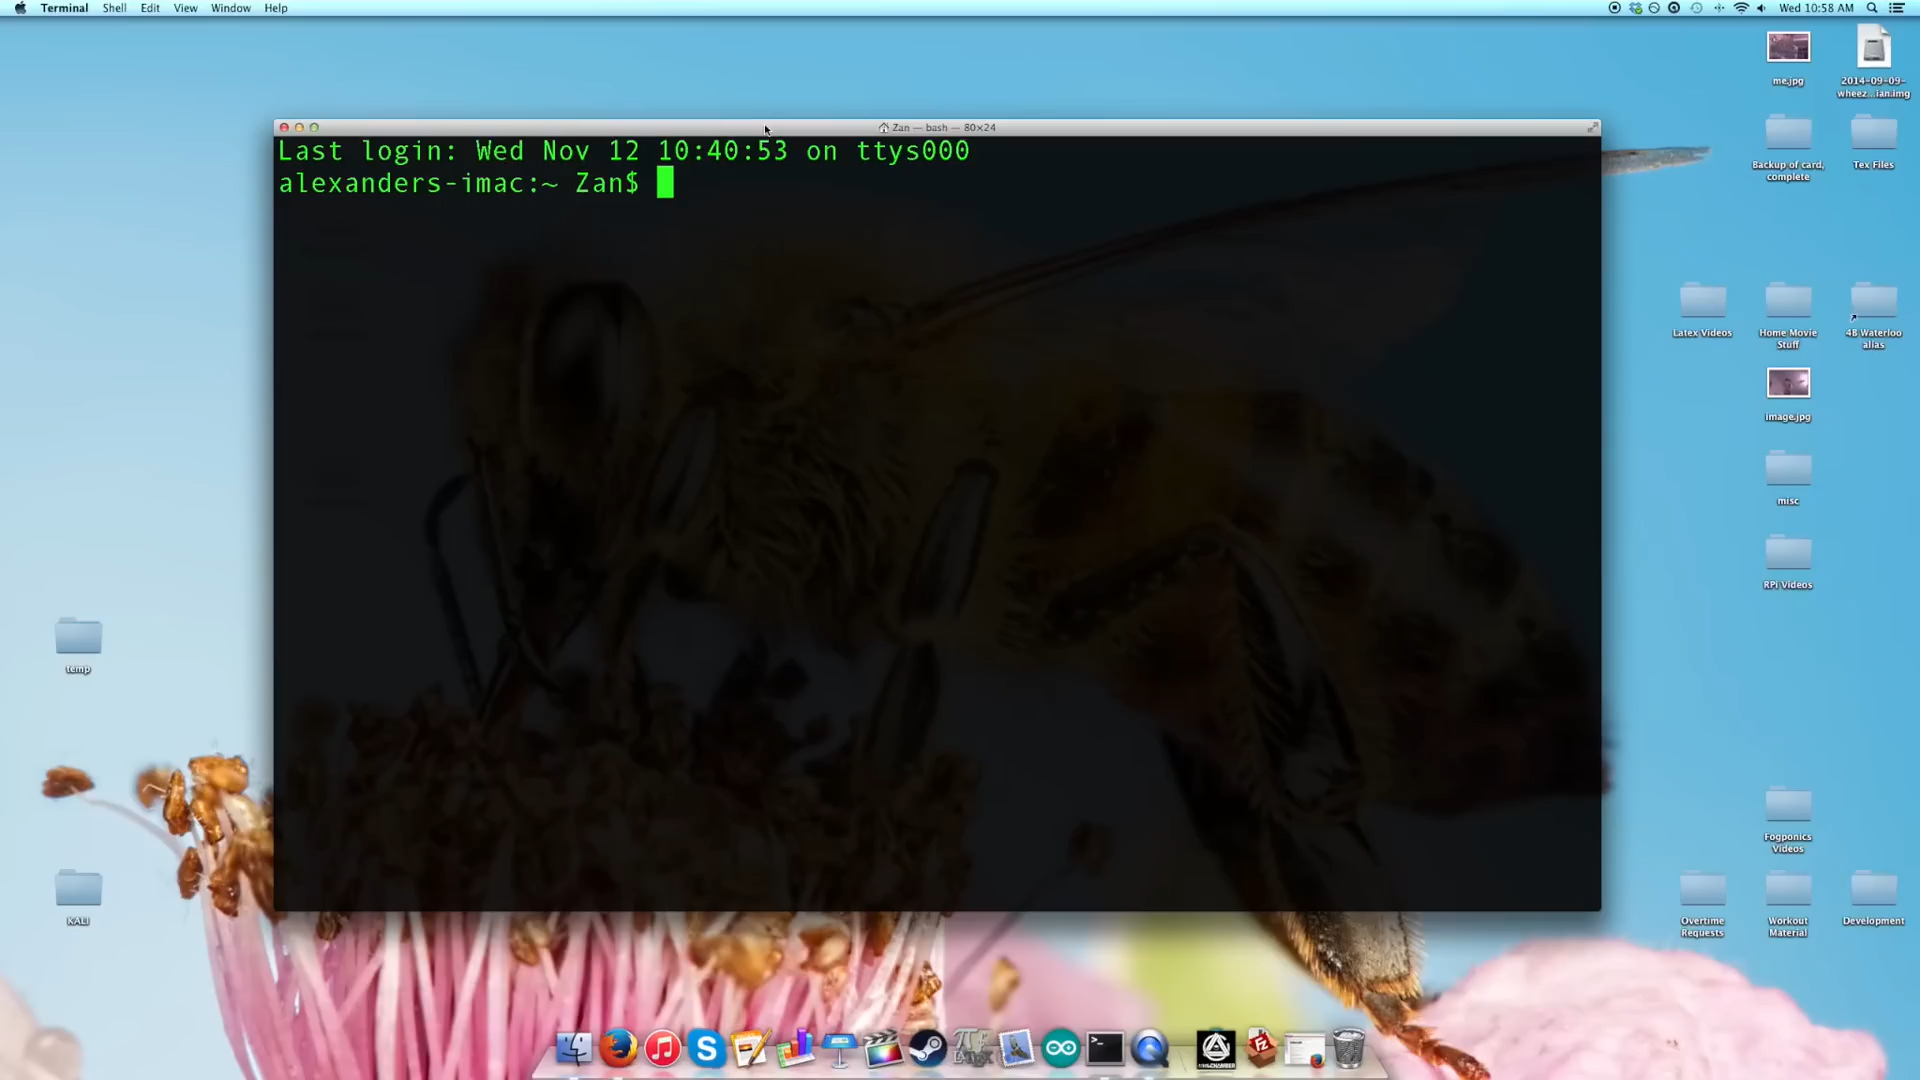 Terminal Shell Edit View Window Help
Wed 10:58 AM
me.jpg
2014-09-09-
wheez...ian.img
Zan — bash — 80×24
Last login: Wed Nov 12 10:40:53 on ttys000
alexanders-imac:~ Zan$
Backup of card,
complete
Tex Files
Latex Videos
Home Movie
Stuff
4B Waterloo
alias
image.jpg
misc
RPi Videos
temp
Fogponics
Videos
KALI
Overtime
Requests
Workout
Material
Development